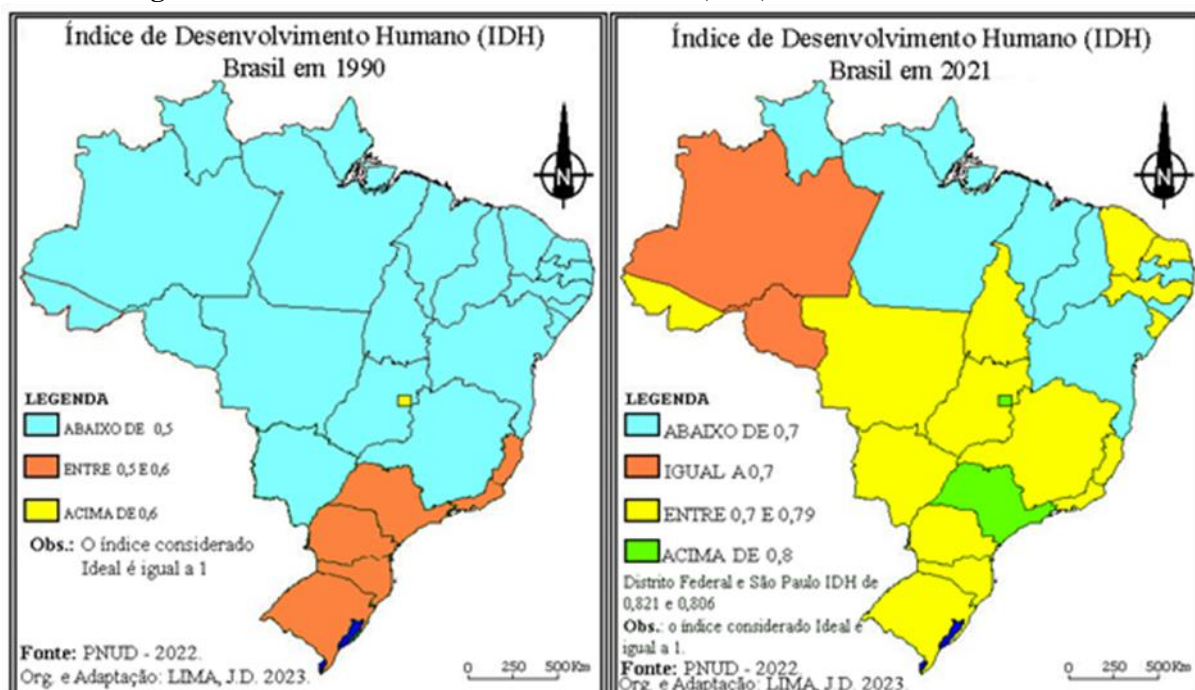 Índice de Desenvolvimento Humano (IDH)
Brasil em 1990
N
LEGENDA
ABAIXO DE 0,5
ENTRE 0,5 E 0,6
ACIMA DE 0,6
Obs.: O índice considerado
Ideal é igual a 1
Fonte: PNUD - 2022.
Org. e Adaptação: LIMA, J.D. 2023.
0 250 500Km
Índice de Desenvolvimento Humano (IDH)
Brasil em 2021
N
LEGENDA
ABAIXO DE 0,7
IGUAL A 0,7
ENTRE 0,7 E 0,79
ACIMA DE 0,8
Distrito Federal e São Paulo IDH de
0,821 e 0,806
Obs.: o índice considerado Ideal é
igual a 1.
Fonte: PNUD - 2022.
Org. e Adaptação: LIMA, J.D. 2023
0 250 500Km